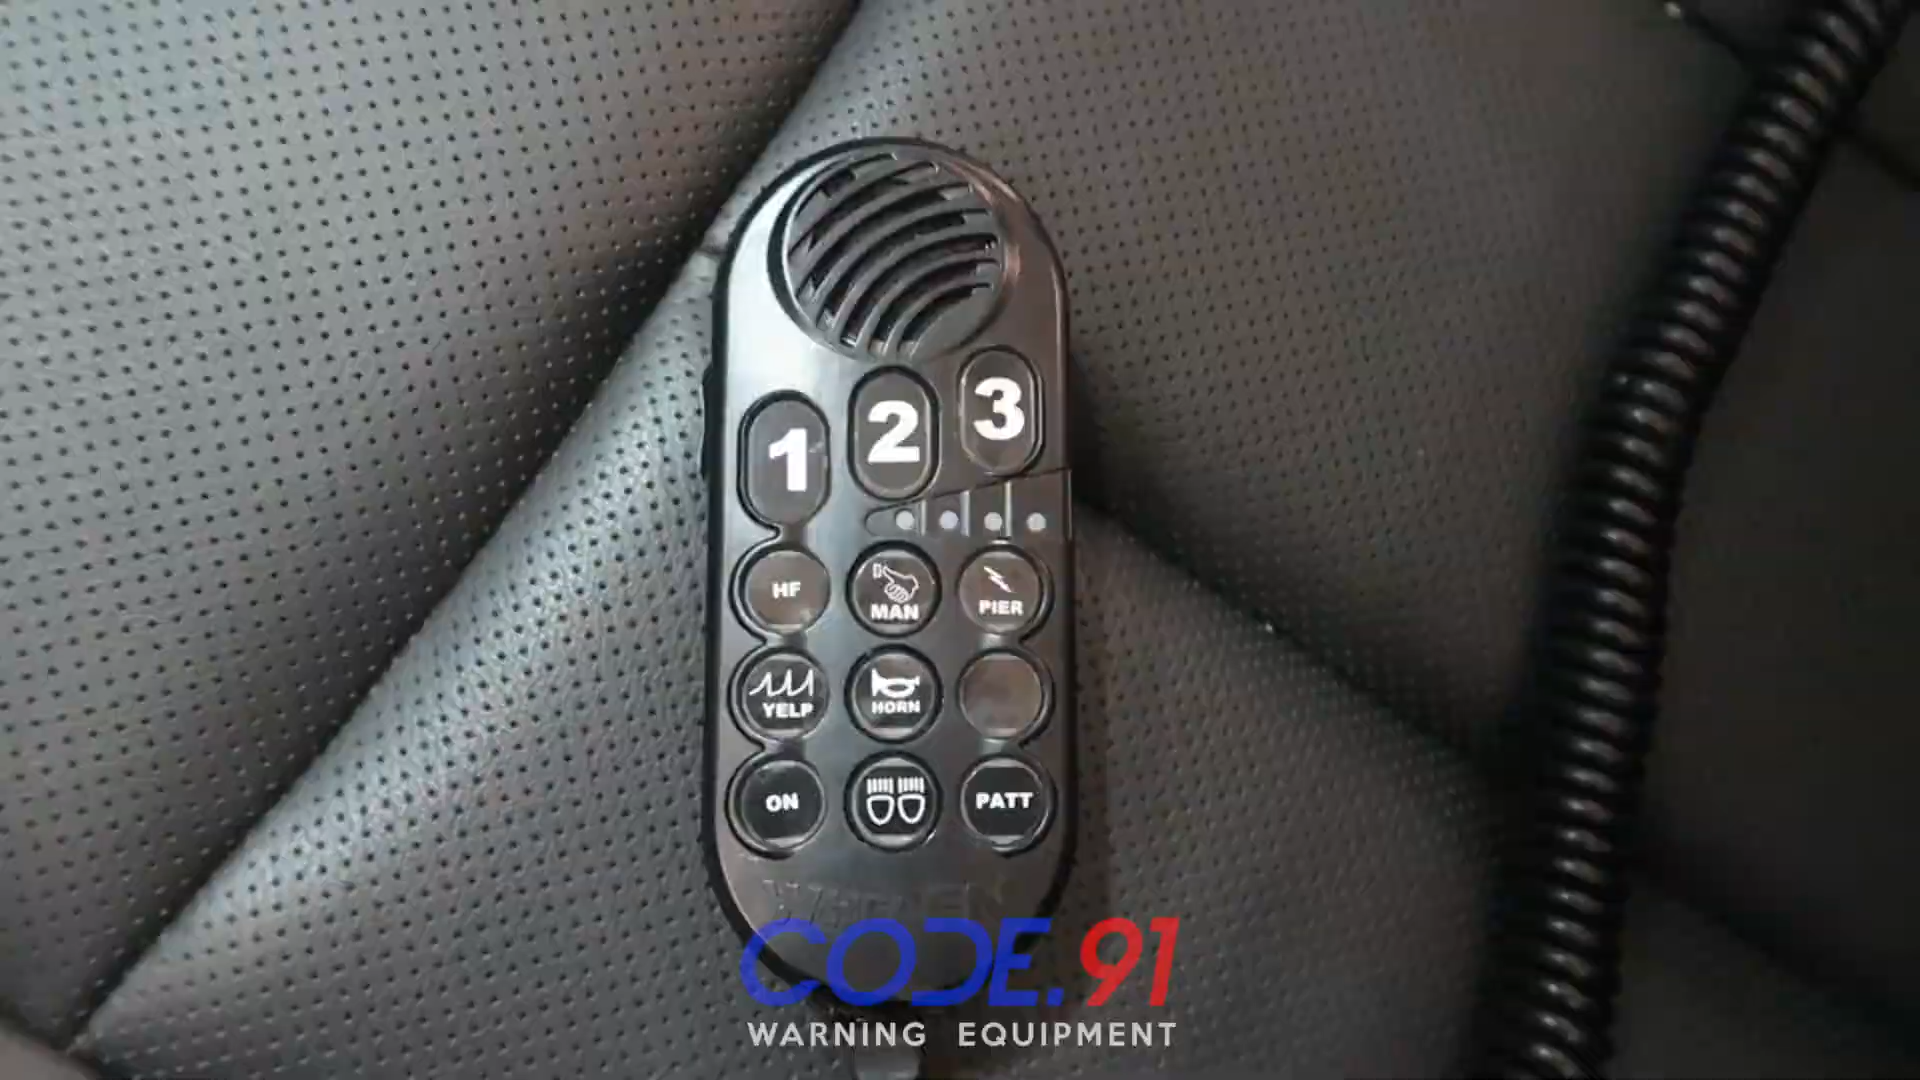 1 2 3
HF MAN PIER
YELP HORN
ON PATT
CODE.91
WARNING EQUIPMENT